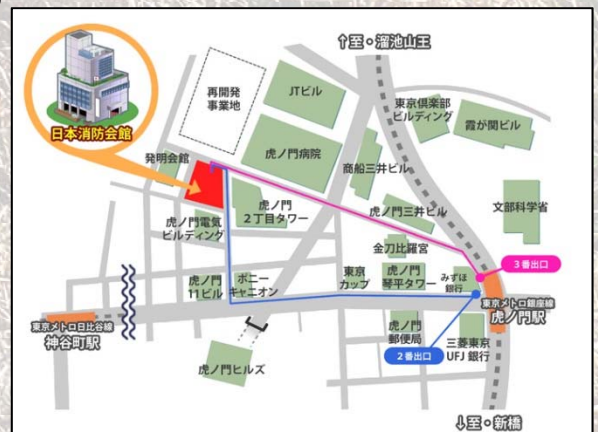 ↑至・溜池山王
日本消防会館
再開発
事業地
JTビル
東京倶楽部
ビルディング
霞が関ビル
発明会館
虎ノ門病院
商船三井ビル
文部科学省
虎ノ門
2丁目タワー
虎ノ門三井ビル
虎ノ門電気
ビルディング
金刀比羅宮
3番出口
虎ノ門
11ビル
ポニー
キャニオン
東京
カップ
虎ノ門
琴平タワー
みずほ
銀行
東京メトロ銀座線
虎ノ門駅
東京メトロ日比谷線
神谷町駅
虎ノ門
郵便局
2番出口
三菱東京
UFJ 銀行
虎ノ門ヒルズ
↓至・新橋